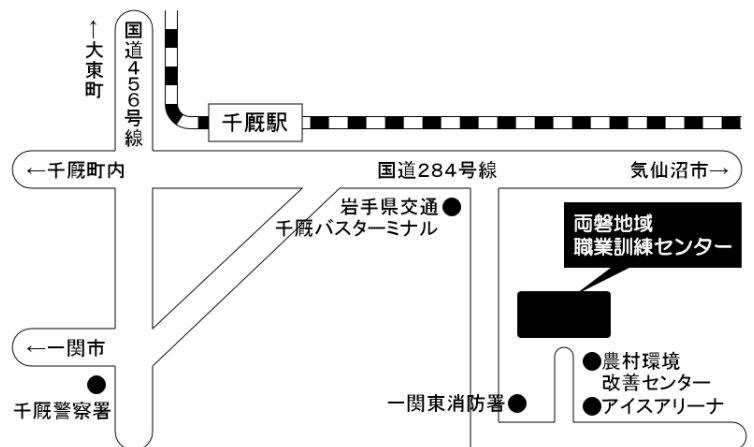 ↑大東町
国道456号線
千厩駅
←千厩町内
国道284号線
気仙沼市→
岩手県交通
千厩バスターミナル
両磐地域
職業訓練センター
←一関市
千厩警察署
一関東消防署
農村環境
改善センター
アイスアリーナ